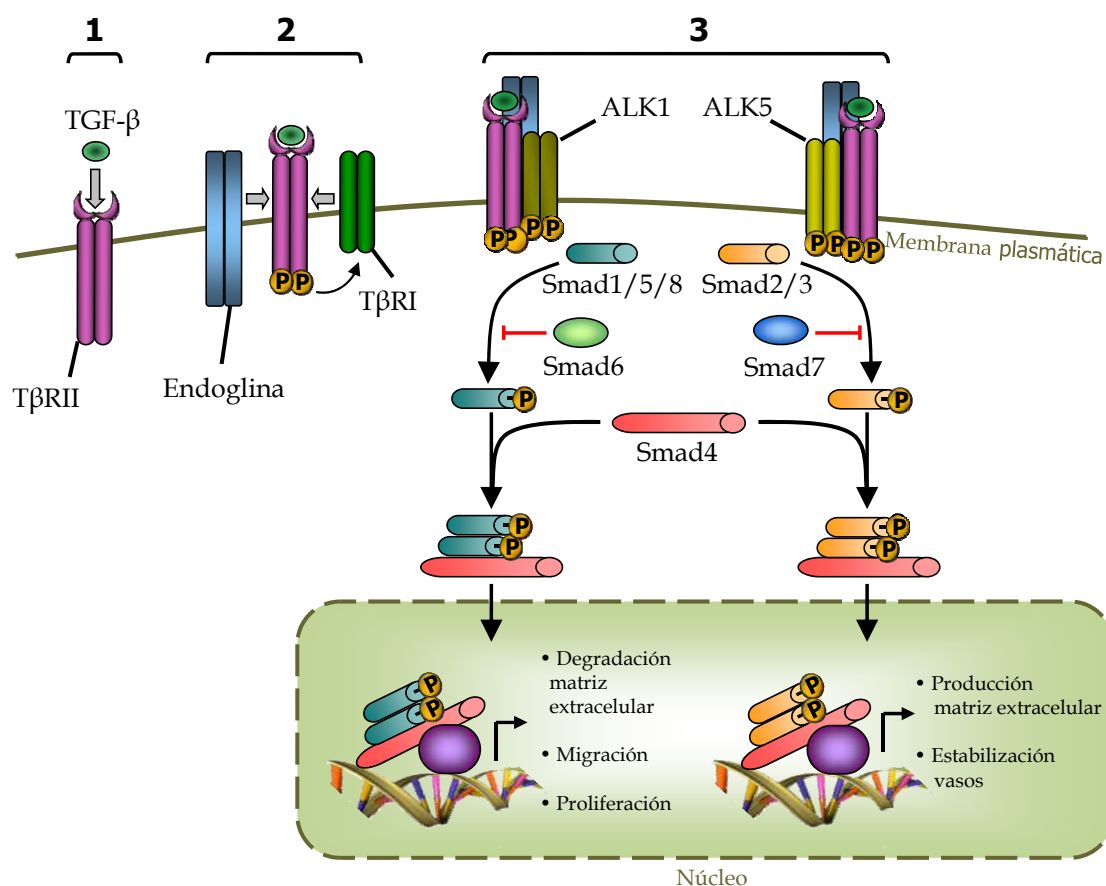 1
2
3
TGF-β
ALK1
ALK5
Membrana plasmática
P P
P P P P
P P P P
TβRI
TβRII
Endoglina
Smad1/5/8
Smad2/3
Smad6
Smad7
P
P
Smad4
P
P
P
P
• Degradación
matriz
extracelular
• Migración
• Proliferación
P
P
• Producción
matriz extracelular
• Estabilización
vasos
P
P
Núcleo